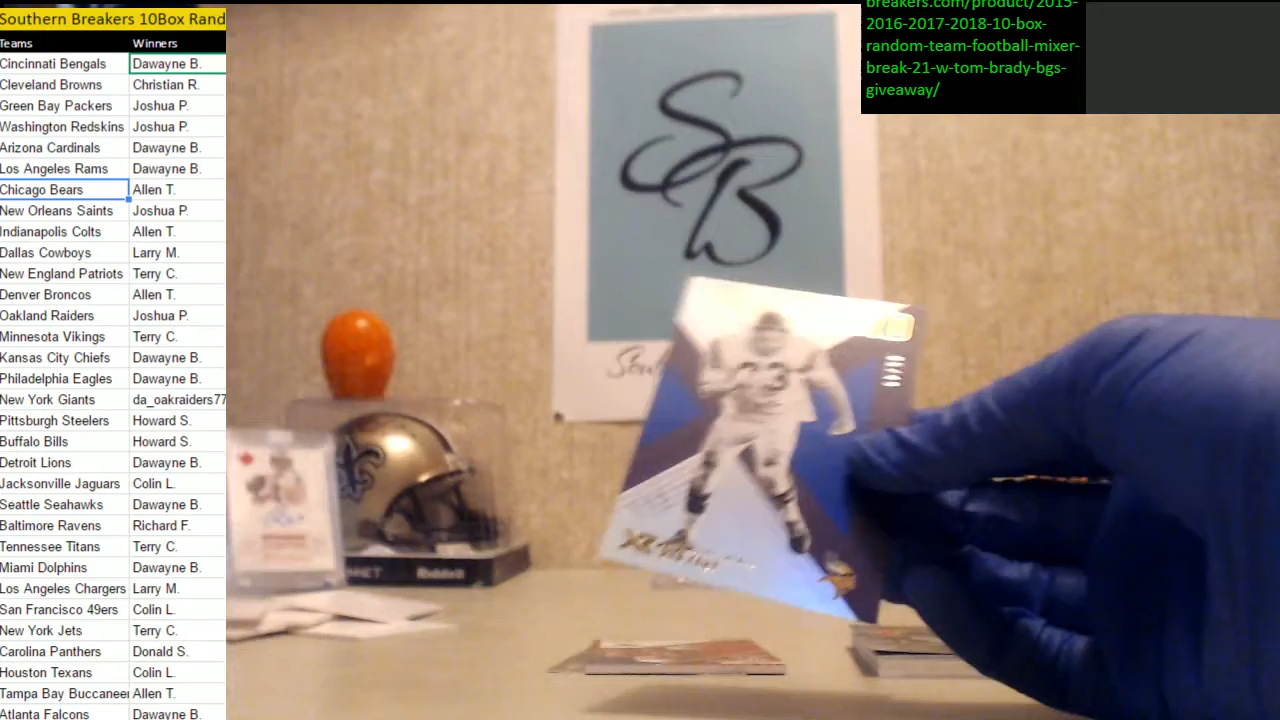 Southern Breakers 10Box Rand
Teams Winners
Cincinnati Bengals Dawayne B.
Cleveland Browns Christian R.
Green Bay Packers Joshua P.
Washington Redskins Joshua P.
Arizona Cardinals Dawayne B.
Los Angeles Rams Dawayne B.
Chicago Bears Allen T.
New Orleans Saints Joshua P.
Indianapolis Colts Allen T.
Dallas Cowboys Larry M.
New England Patriots Terry C.
Denver Broncos Allen T.
Oakland Raiders Joshua P.
Minnesota Vikings Terry C.
Kansas City Chiefs Dawayne B.
Philadelphia Eagles Dawayne B.
New York Giants da_oakraiders77
Pittsburgh Steelers Howard S.
Buffalo Bills Howard S.
Detroit Lions Dawayne B.
Jacksonville Jaguars Colin L.
Seattle Seahawks Dawayne B.
Baltimore Ravens Richard F.
Tennessee Titans Terry C.
Miami Dolphins Dawayne B.
Los Angeles Chargers Larry M.
San Francisco 49ers Colin L.
New York Jets Terry C.
Carolina Panthers Donald S.
Houston Texans Colin L.
Tampa Bay Buccaneer Allen T.
Atlanta Falcons Dawayne B.
breakers.com/product/2015-
2016-2017-2018-10-box-
random-team-football-mixer-
break-21-w-tom-brady-bgs-
giveaway/
SB
Riddell